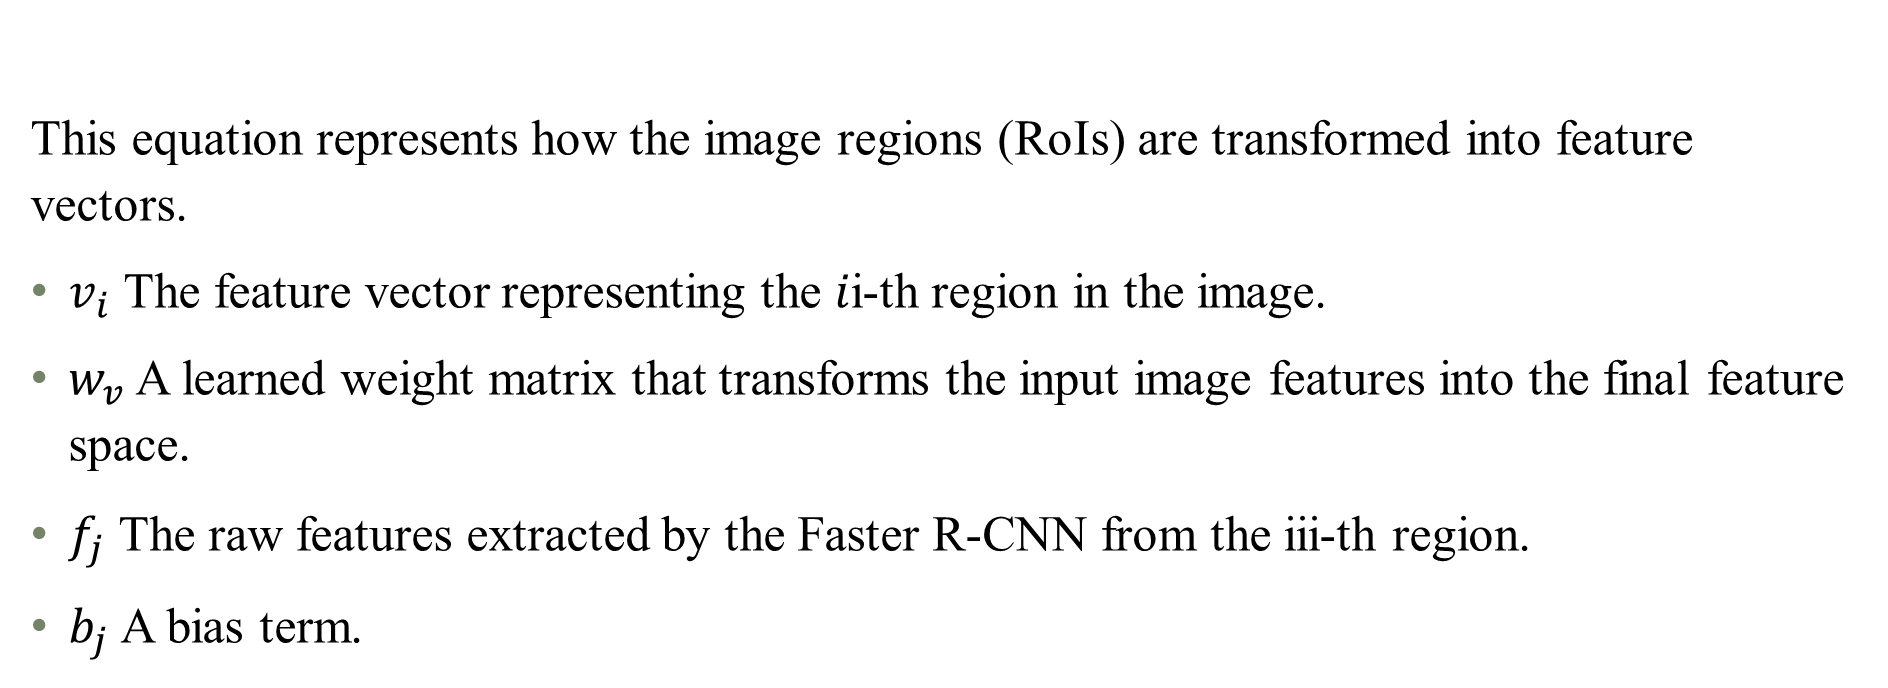 This equation represents how the image regions (RoIs) are transformed into feature
vectors.
• 𝑣ᵢ The feature vector representing the 𝑖i-th region in the image.
• 𝑤ᵥ A learned weight matrix that transforms the input image features into the final feature
space.
• 𝑓ⱼ The raw features extracted by the Faster R-CNN from the iii-th region.
• 𝑏ⱼ A bias term.